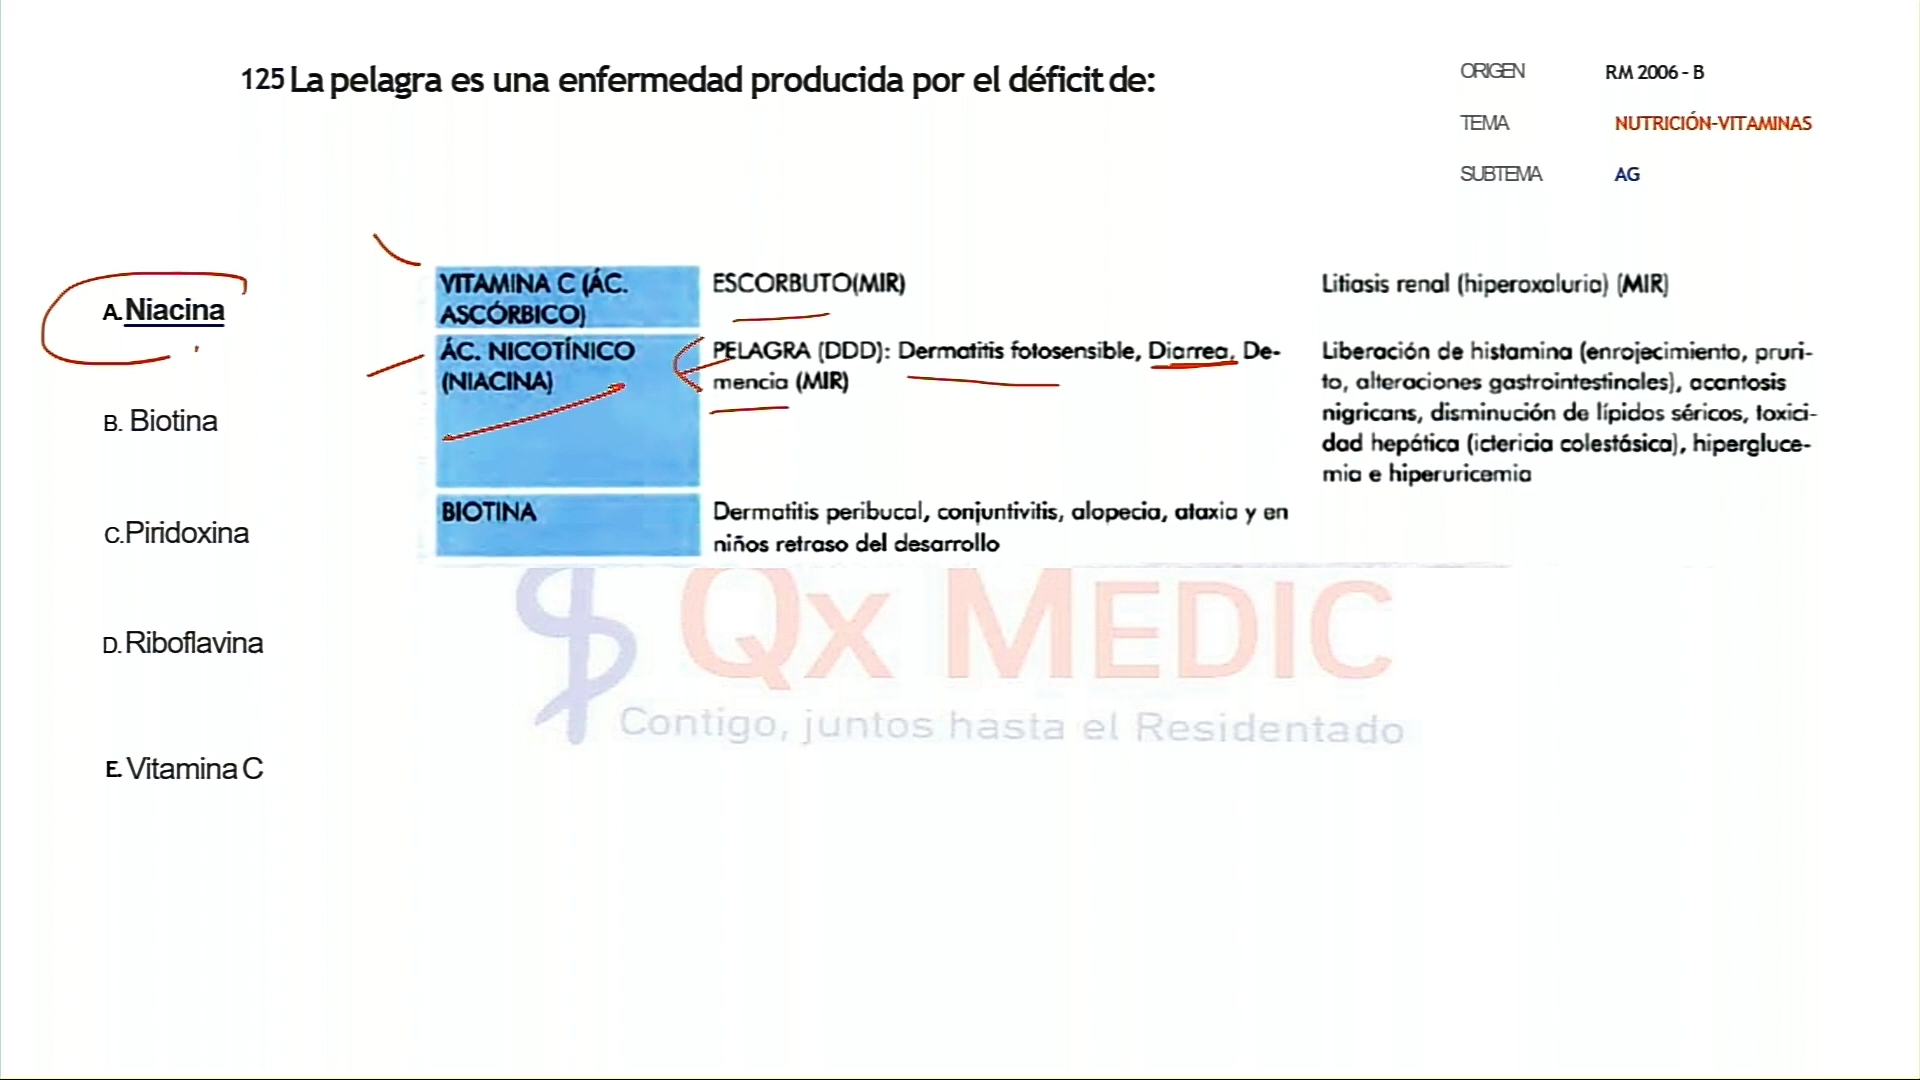 125 La pelagra es una enfermedad producida por el déficit de:
ORIGEN RM 2006 - B
TEMA NUTRICIÓN-VITAMINAS
SUBTEMA AG
A. Niacina
B. Biotina
C. Piridoxina
D. Riboflavina
E. Vitamina C
VITAMINA C (ÁC.
ASCÓRBICO)
ESCORBUTO(MIR)
Litiasis renal (hiperoxaluria) (MIR)
ÁC. NICOTÍNICO
(NIACINA)
PELAGRA (DDD): Dermatitis fotosensible, Diarrea, De-
mencia (MIR)
Liberación de histamina (enrojecimiento, pruri-
to, alteraciones gastrointestinales), acantosis
nigricans, disminución de lípidos séricos, toxici-
dad hepática (ictericia colestásica), hipergluce-
mia e hiperuricemia
BIOTINA
Dermatitis peribucal, conjuntivitis, alopecia, ataxia y en
niños retraso del desarrollo
QX MEDIC
Contigo, juntos hasta el Residentado